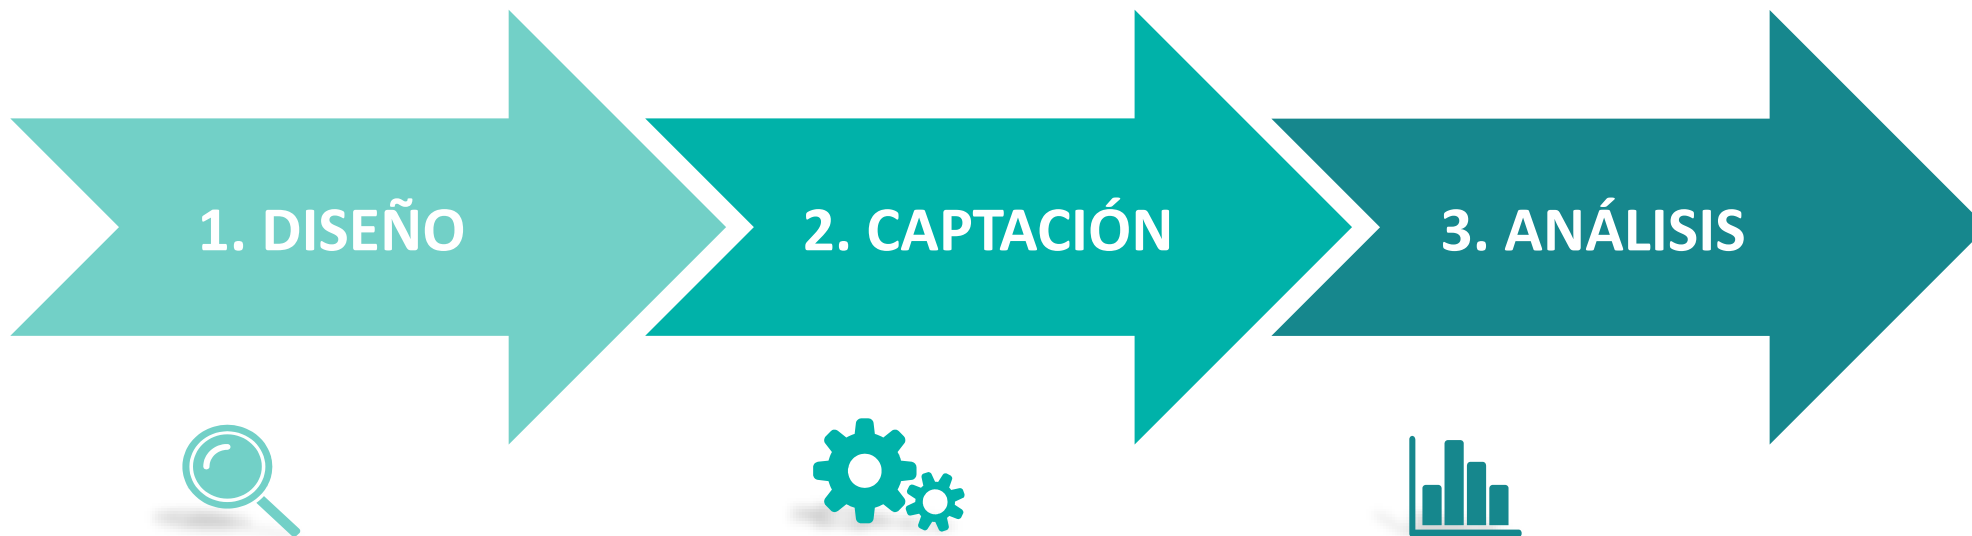 1. DISEÑO
2. CAPTACIÓN
3. ANÁLISIS